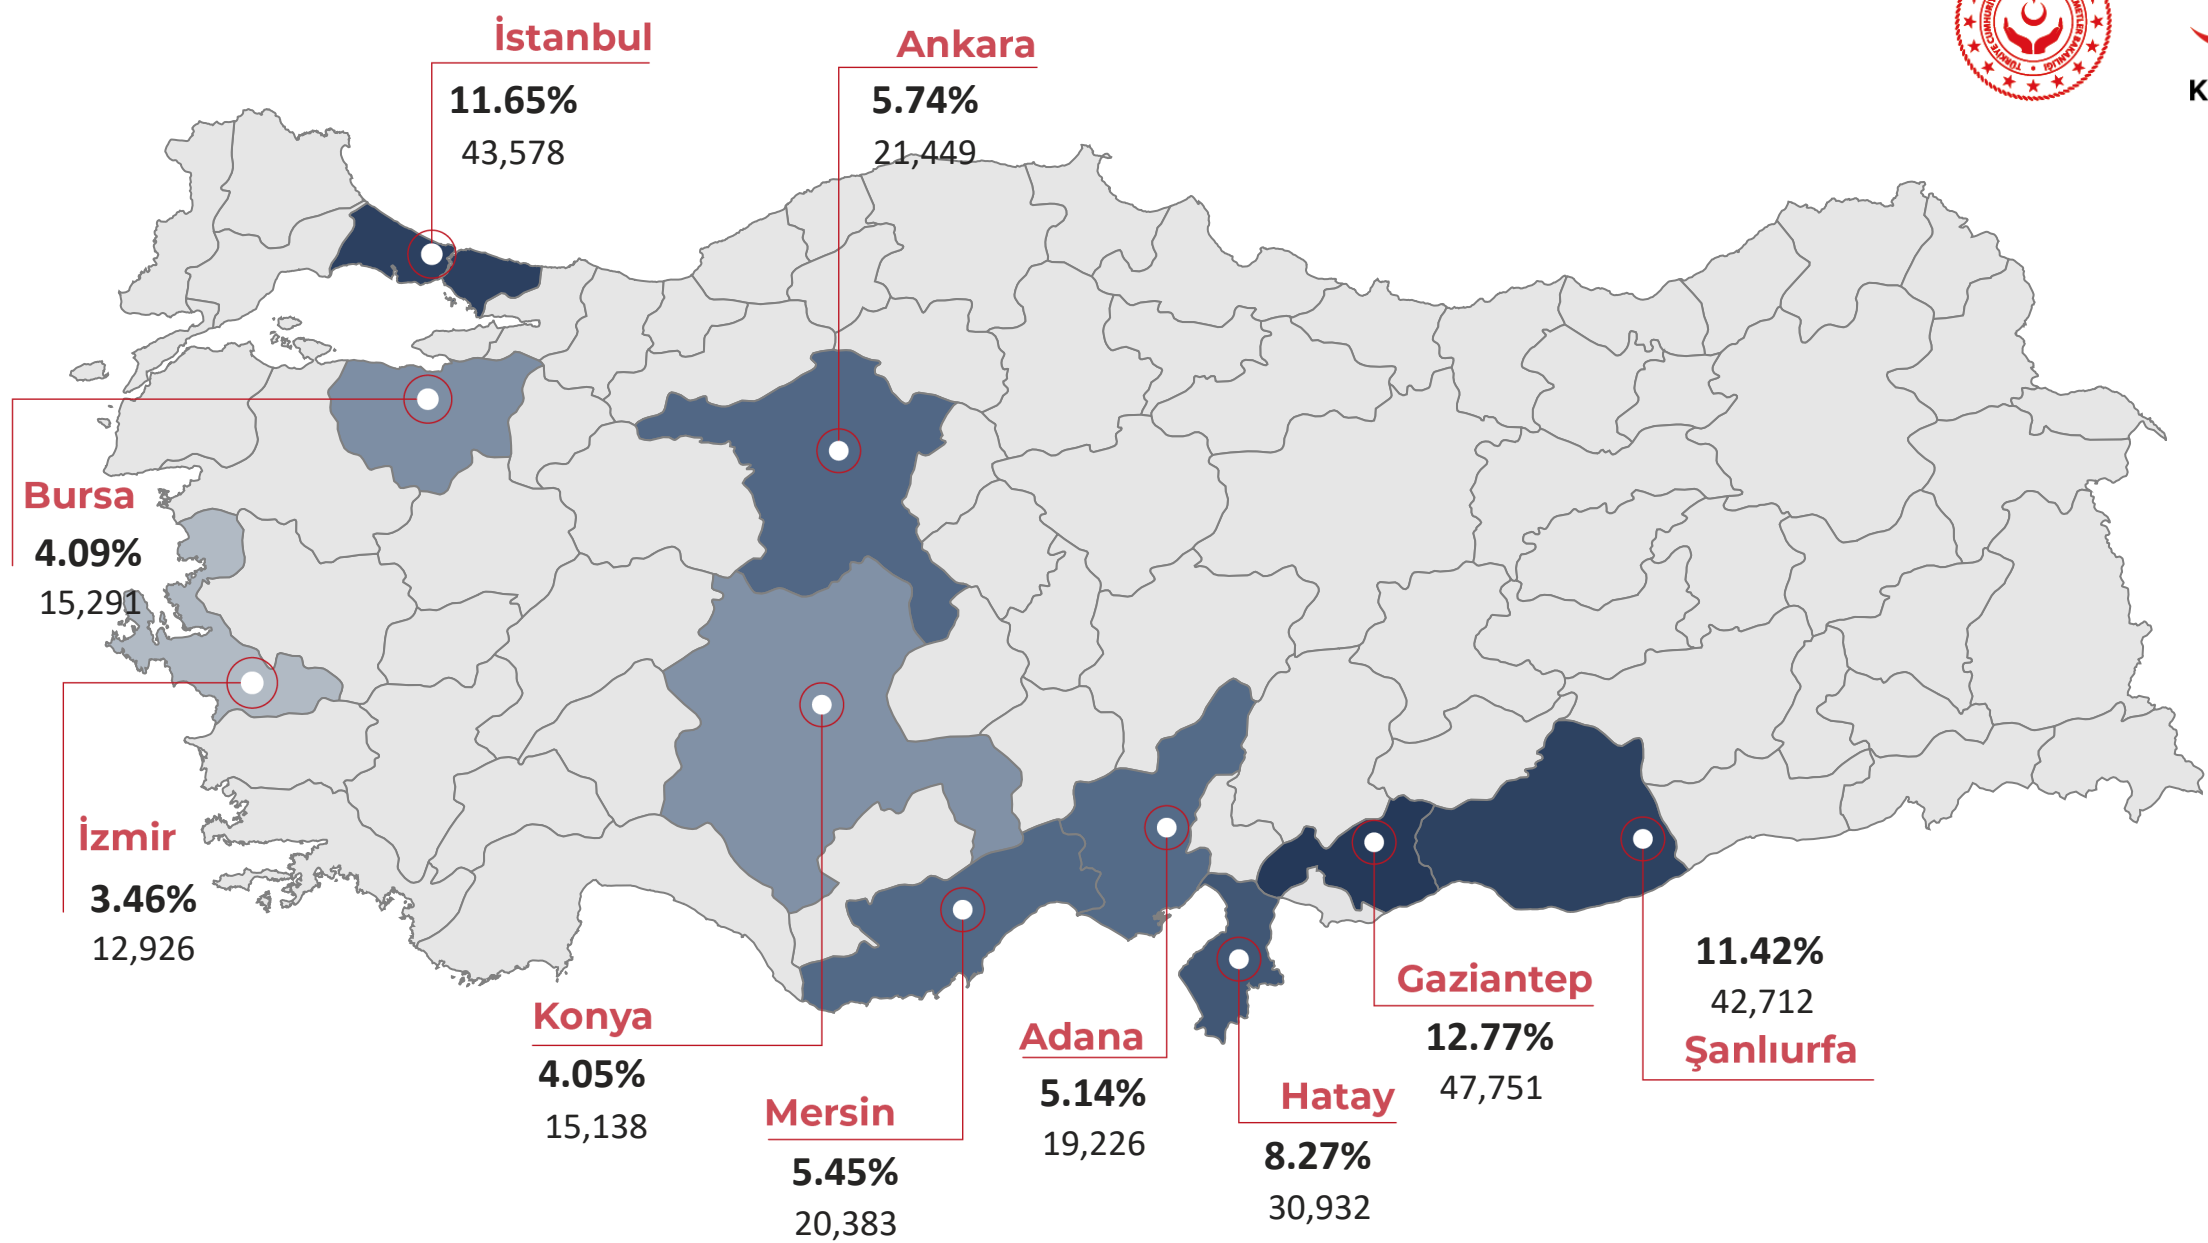 İstanbul
11.65%
43,578
Ankara
5.74%
21,449
Bursa
4.09%
15,291
İzmir
3.46%
12,926
Konya
4.05%
15,138
Mersin
5.45%
20,383
Adana
5.14%
19,226
Hatay
8.27%
30,932
Gaziantep
12.77%
47,751
11.42%
42,712
Şanlıurfa
K